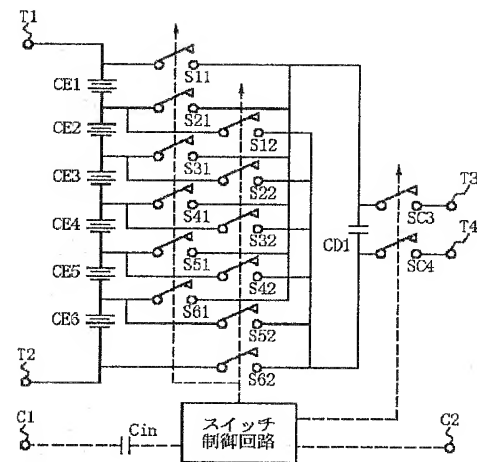 T1
S11
CE1
S21
CE2
S12
S31
CE3
S22
S41
SC3
T3
CE4
S32
CD1
T4
S51
SC4
CE5
S42
S61
CE6
S52
T2
S62
C1
Cin
スイッチ
制御回路
C2